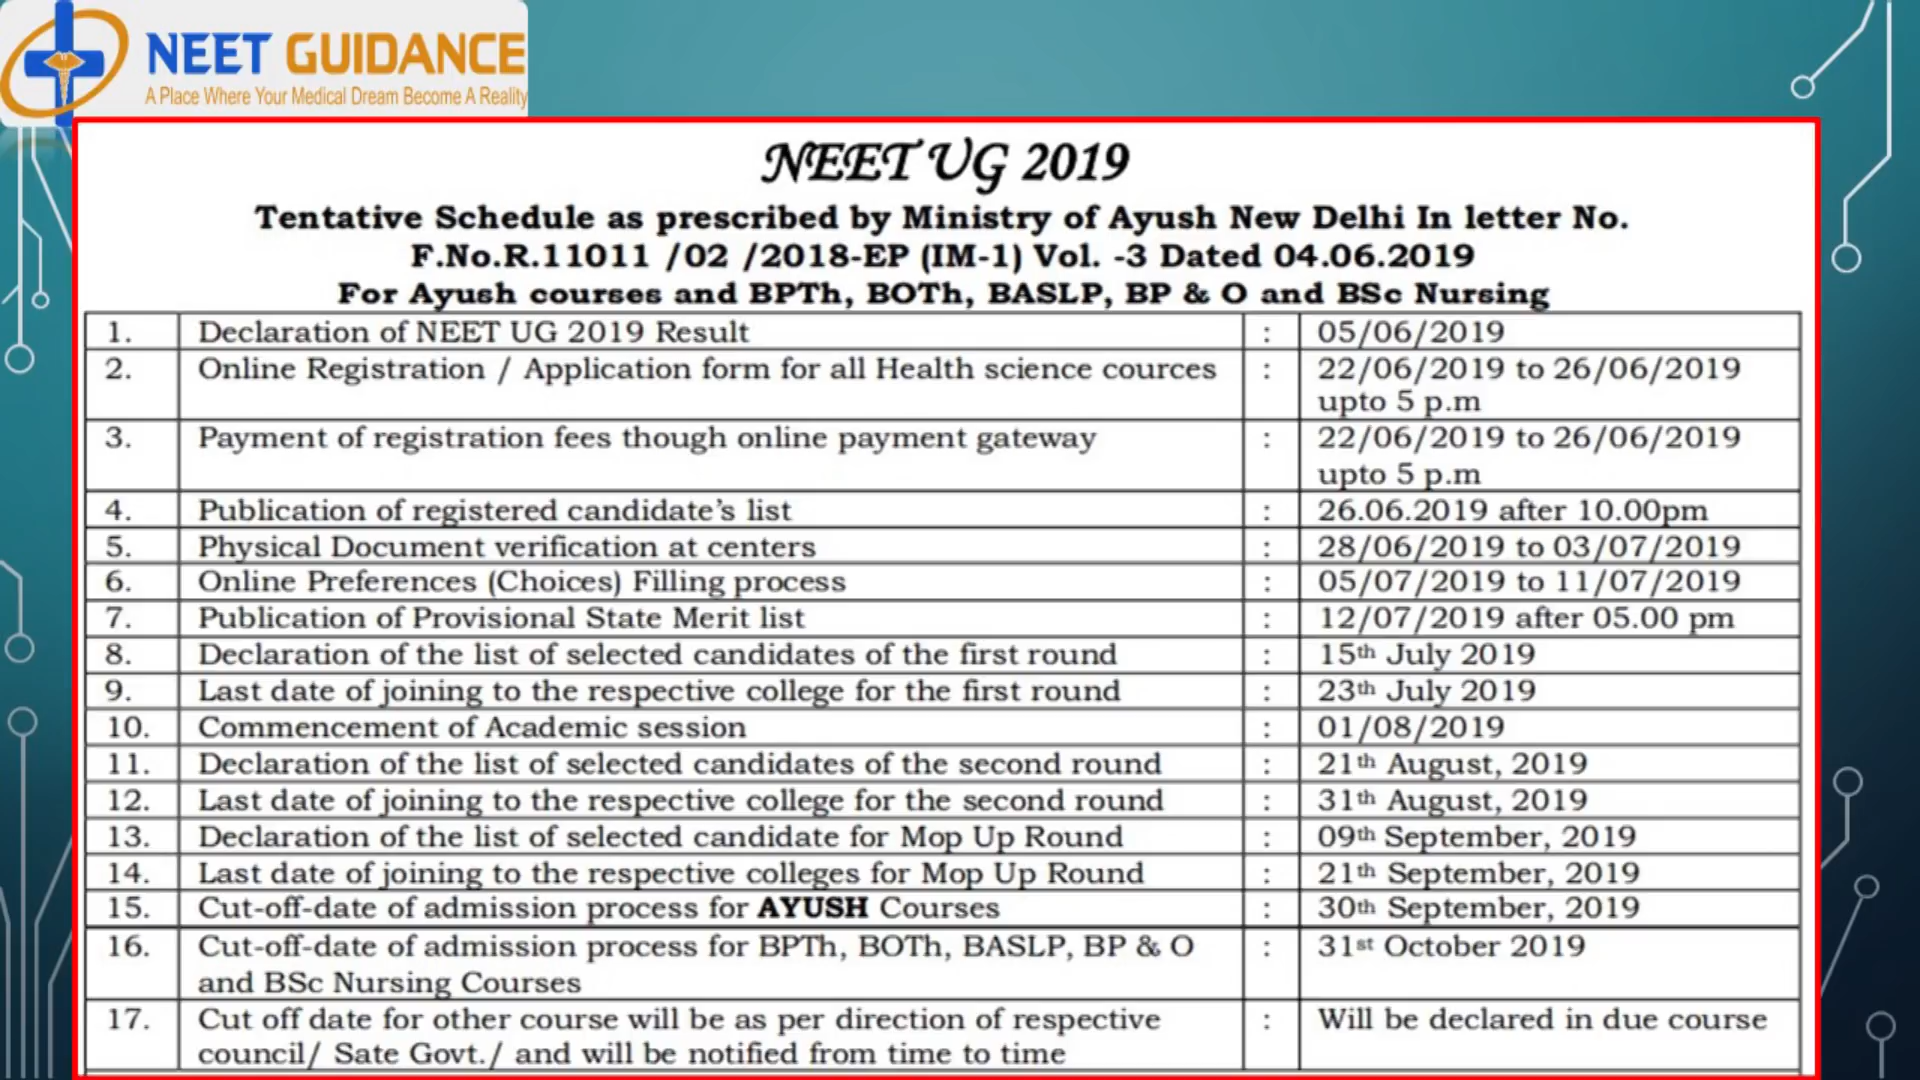 NEET GUIDANCE
A Place Where Your Medical Dream Become A Reality
NEET UG 2019
Tentative Schedule as prescribed by Ministry of Ayush New Delhi In letter No.
F.No.R.11011 /02 /2018-EP (IM-1) Vol. -3 Dated 04.06.2019
For Ayush courses and BPTh, BOTh, BASLP, BP & O and BSc Nursing
1. Declaration of NEET UG 2019 Result : 05/06/2019
2. Online Registration / Application form for all Health science cources : 22/06/2019 to 26/06/2019
upto 5 p.m
3. Payment of registration fees though online payment gateway : 22/06/2019 to 26/06/2019
upto 5 p.m
4. Publication of registered candidate's list : 26.06.2019 after 10.00pm
5. Physical Document verification at centers : 28/06/2019 to 03/07/2019
6. Online Preferences (Choices) Filling process : 05/07/2019 to 11/07/2019
7. Publication of Provisional State Merit list : 12/07/2019 after 05.00 pm
8. Declaration of the list of selected candidates of the first round : 15th July 2019
9. Last date of joining to the respective college for the first round : 23th July 2019
10. Commencement of Academic session : 01/08/2019
11. Declaration of the list of selected candidates of the second round : 21th August, 2019
12. Last date of joining to the respective college for the second round : 31th August, 2019
13. Declaration of the list of selected candidate for Mop Up Round : 09th September, 2019
14. Last date of joining to the respective colleges for Mop Up Round : 21th September, 2019
15. Cut-off-date of admission process for AYUSH Courses : 30th September, 2019
16. Cut-off-date of admission process for BPTh, BOTh, BASLP, BP & O : 31st October 2019
and BSc Nursing Courses
17. Cut off date for other course will be as per direction of respective : Will be declared in due course
council/ Sate Govt./ and will be notified from time to time